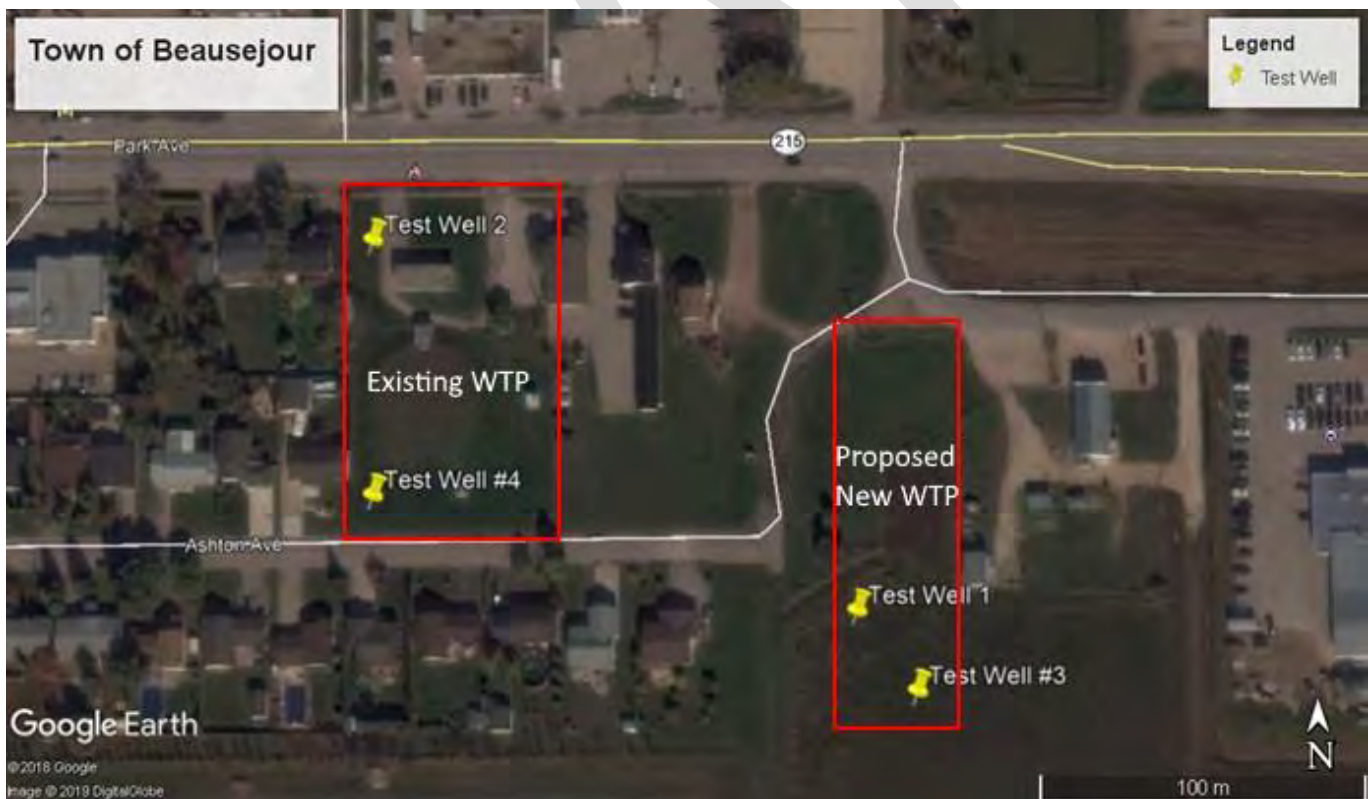 Town of Beausejour
Legend
Test Well
Park Ave
215
Test Well 2
Existing WTP
Test Well #4
Ashton Ave
Proposed
New WTP
Test Well 1
Test Well #3
Google Earth
N
©2018 Google
Image © 2019 DigitalGlobe
100 m